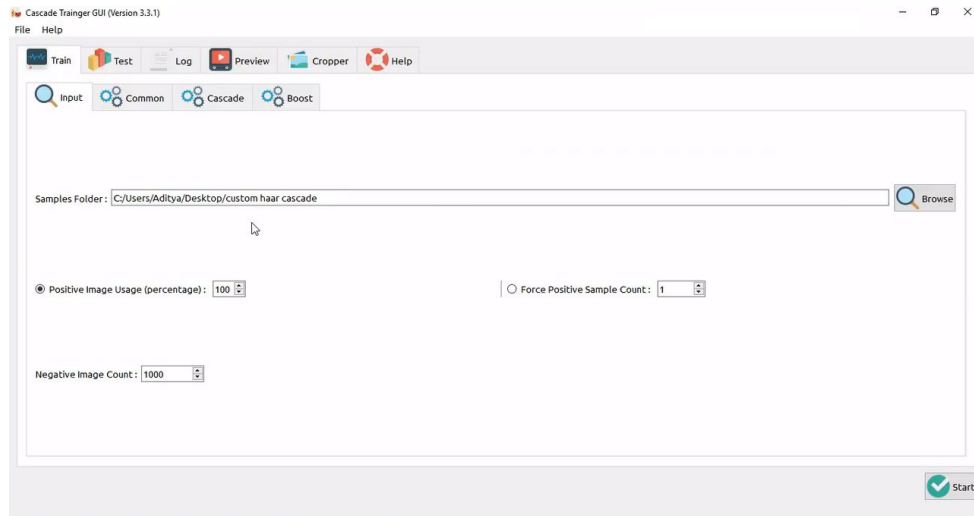 Cascade Trainger GUI (Version 3.3.1)
File Help
Train Test Log Preview Cropper Help
Input Common Cascade Boost
Samples Folder : C:/Users/Aditya/Desktop/custom haar cascade Browse
Positive Image Usage (percentage) : 100 Force Positive Sample Count : 1
Negative Image Count : 1000
Start